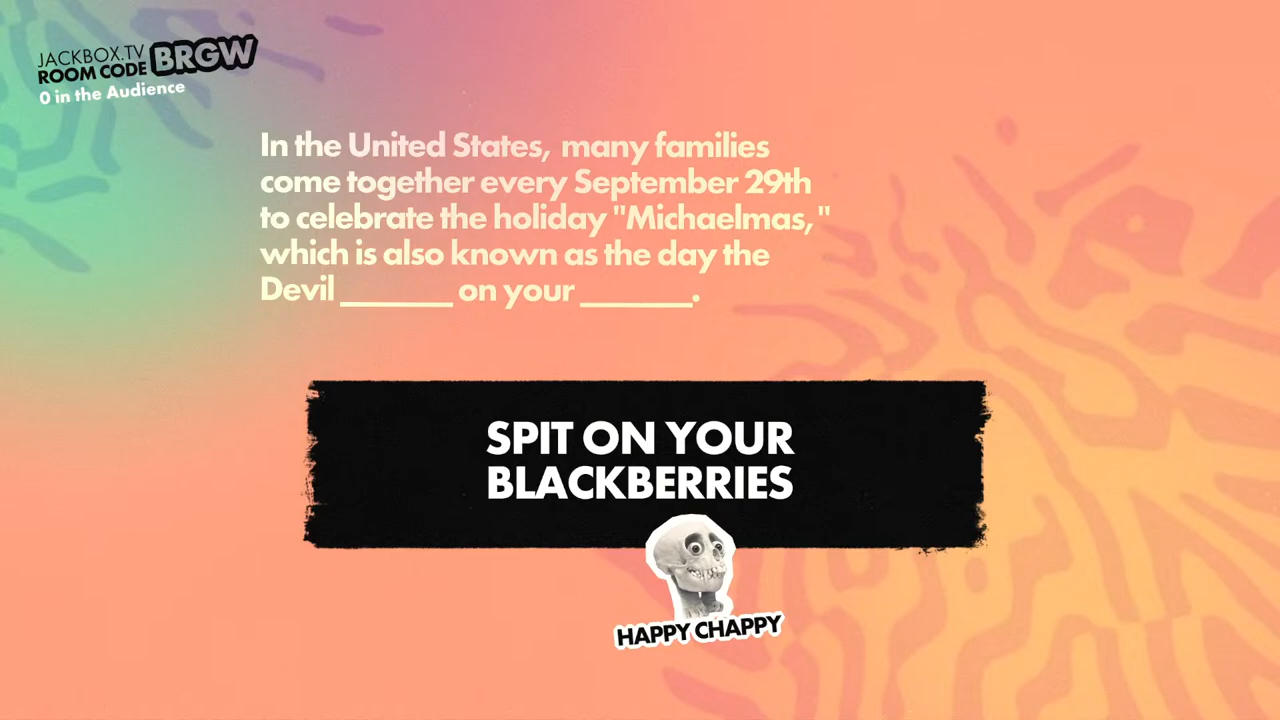 JACKBOX.TV
ROOM CODE BRGW
0 in the Audience
In the United States, many families
come together every September 29th
to celebrate the holiday "Michaelmas,"
which is also known as the day the
Devil ______ on your ______.
SPIT ON YOUR
BLACKBERRIES
HAPPY CHAPPY